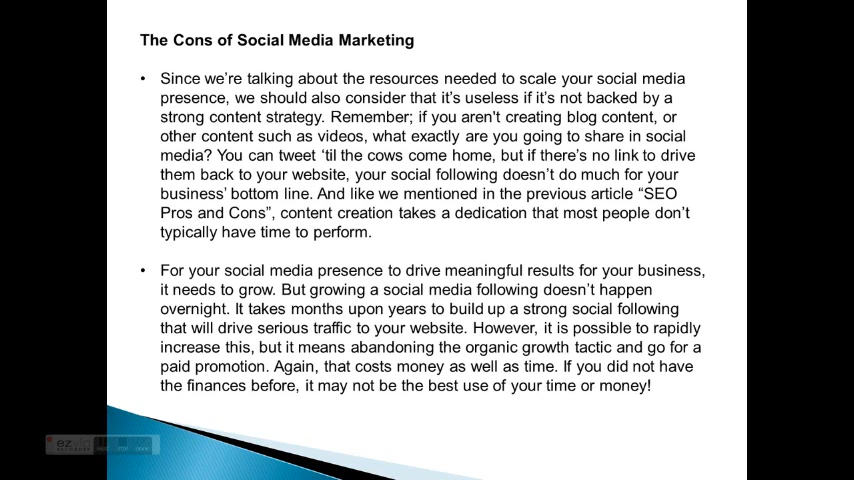 The Cons of Social Media Marketing
• Since we're talking about the resources needed to scale your social media
presence, we should also consider that it's useless if it's not backed by a
strong content strategy. Remember; if you aren't creating blog content, or
other content such as videos, what exactly are you going to share in social
media? You can tweet ‘til the cows come home, but if there's no link to drive
them back to your website, your social following doesn't do much for your
business’ bottom line. And like we mentioned in the previous article “SEO
Pros and Cons”, content creation takes a dedication that most people don't
typically have time to perform.
• For your social media presence to drive meaningful results for your business,
it needs to grow. But growing a social media following doesn't happen
overnight. It takes months upon years to build up a strong social following
that will drive serious traffic to your website. However, it is possible to rapidly
increase this, but it means abandoning the organic growth tactic and go for a
paid promotion. Again, that costs money as well as time. If you did not have
the finances before, it may not be the best use of your time or money!
ezvid